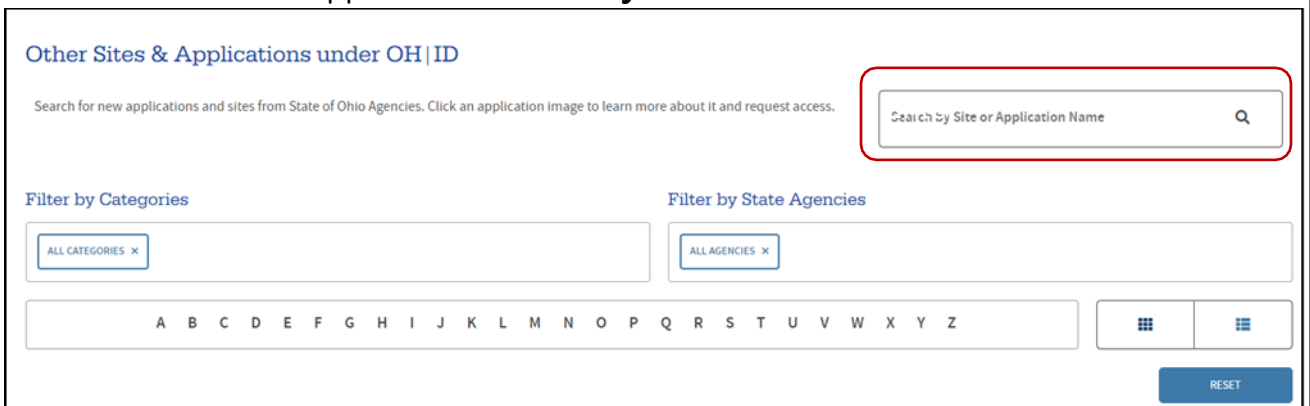 Other Sites & Applications under OH|ID
Search for new applications and sites from State of Ohio Agencies. Click an application image to learn more about it and request access.
Search by Site or Application Name
Filter by Categories
Filter by State Agencies
ALL CATEGORIES ×
ALL AGENCIES ×
A B C D E F G H I J K L M N O P Q R S T U V W X Y Z
RESET